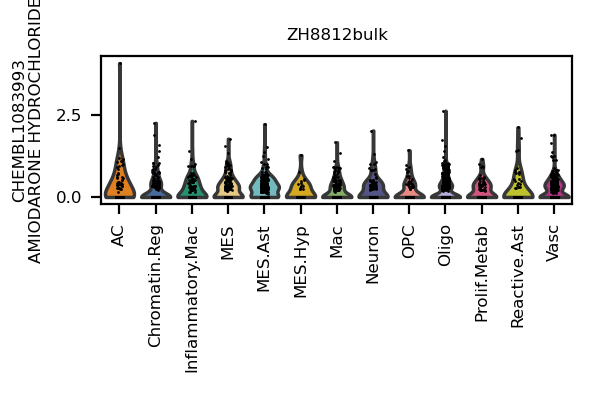 ZH8812bulk
CHEMBL1083993
AMIODARONE HYDROCHLORIDE
2.5
0.0
AC
Chromatin.Reg
Inflammatory.Mac
MES
MES.Ast
MES.Hyp
Mac
Neuron
OPC
Oligo
Prolif.Metab
Reactive.Ast
Vasc